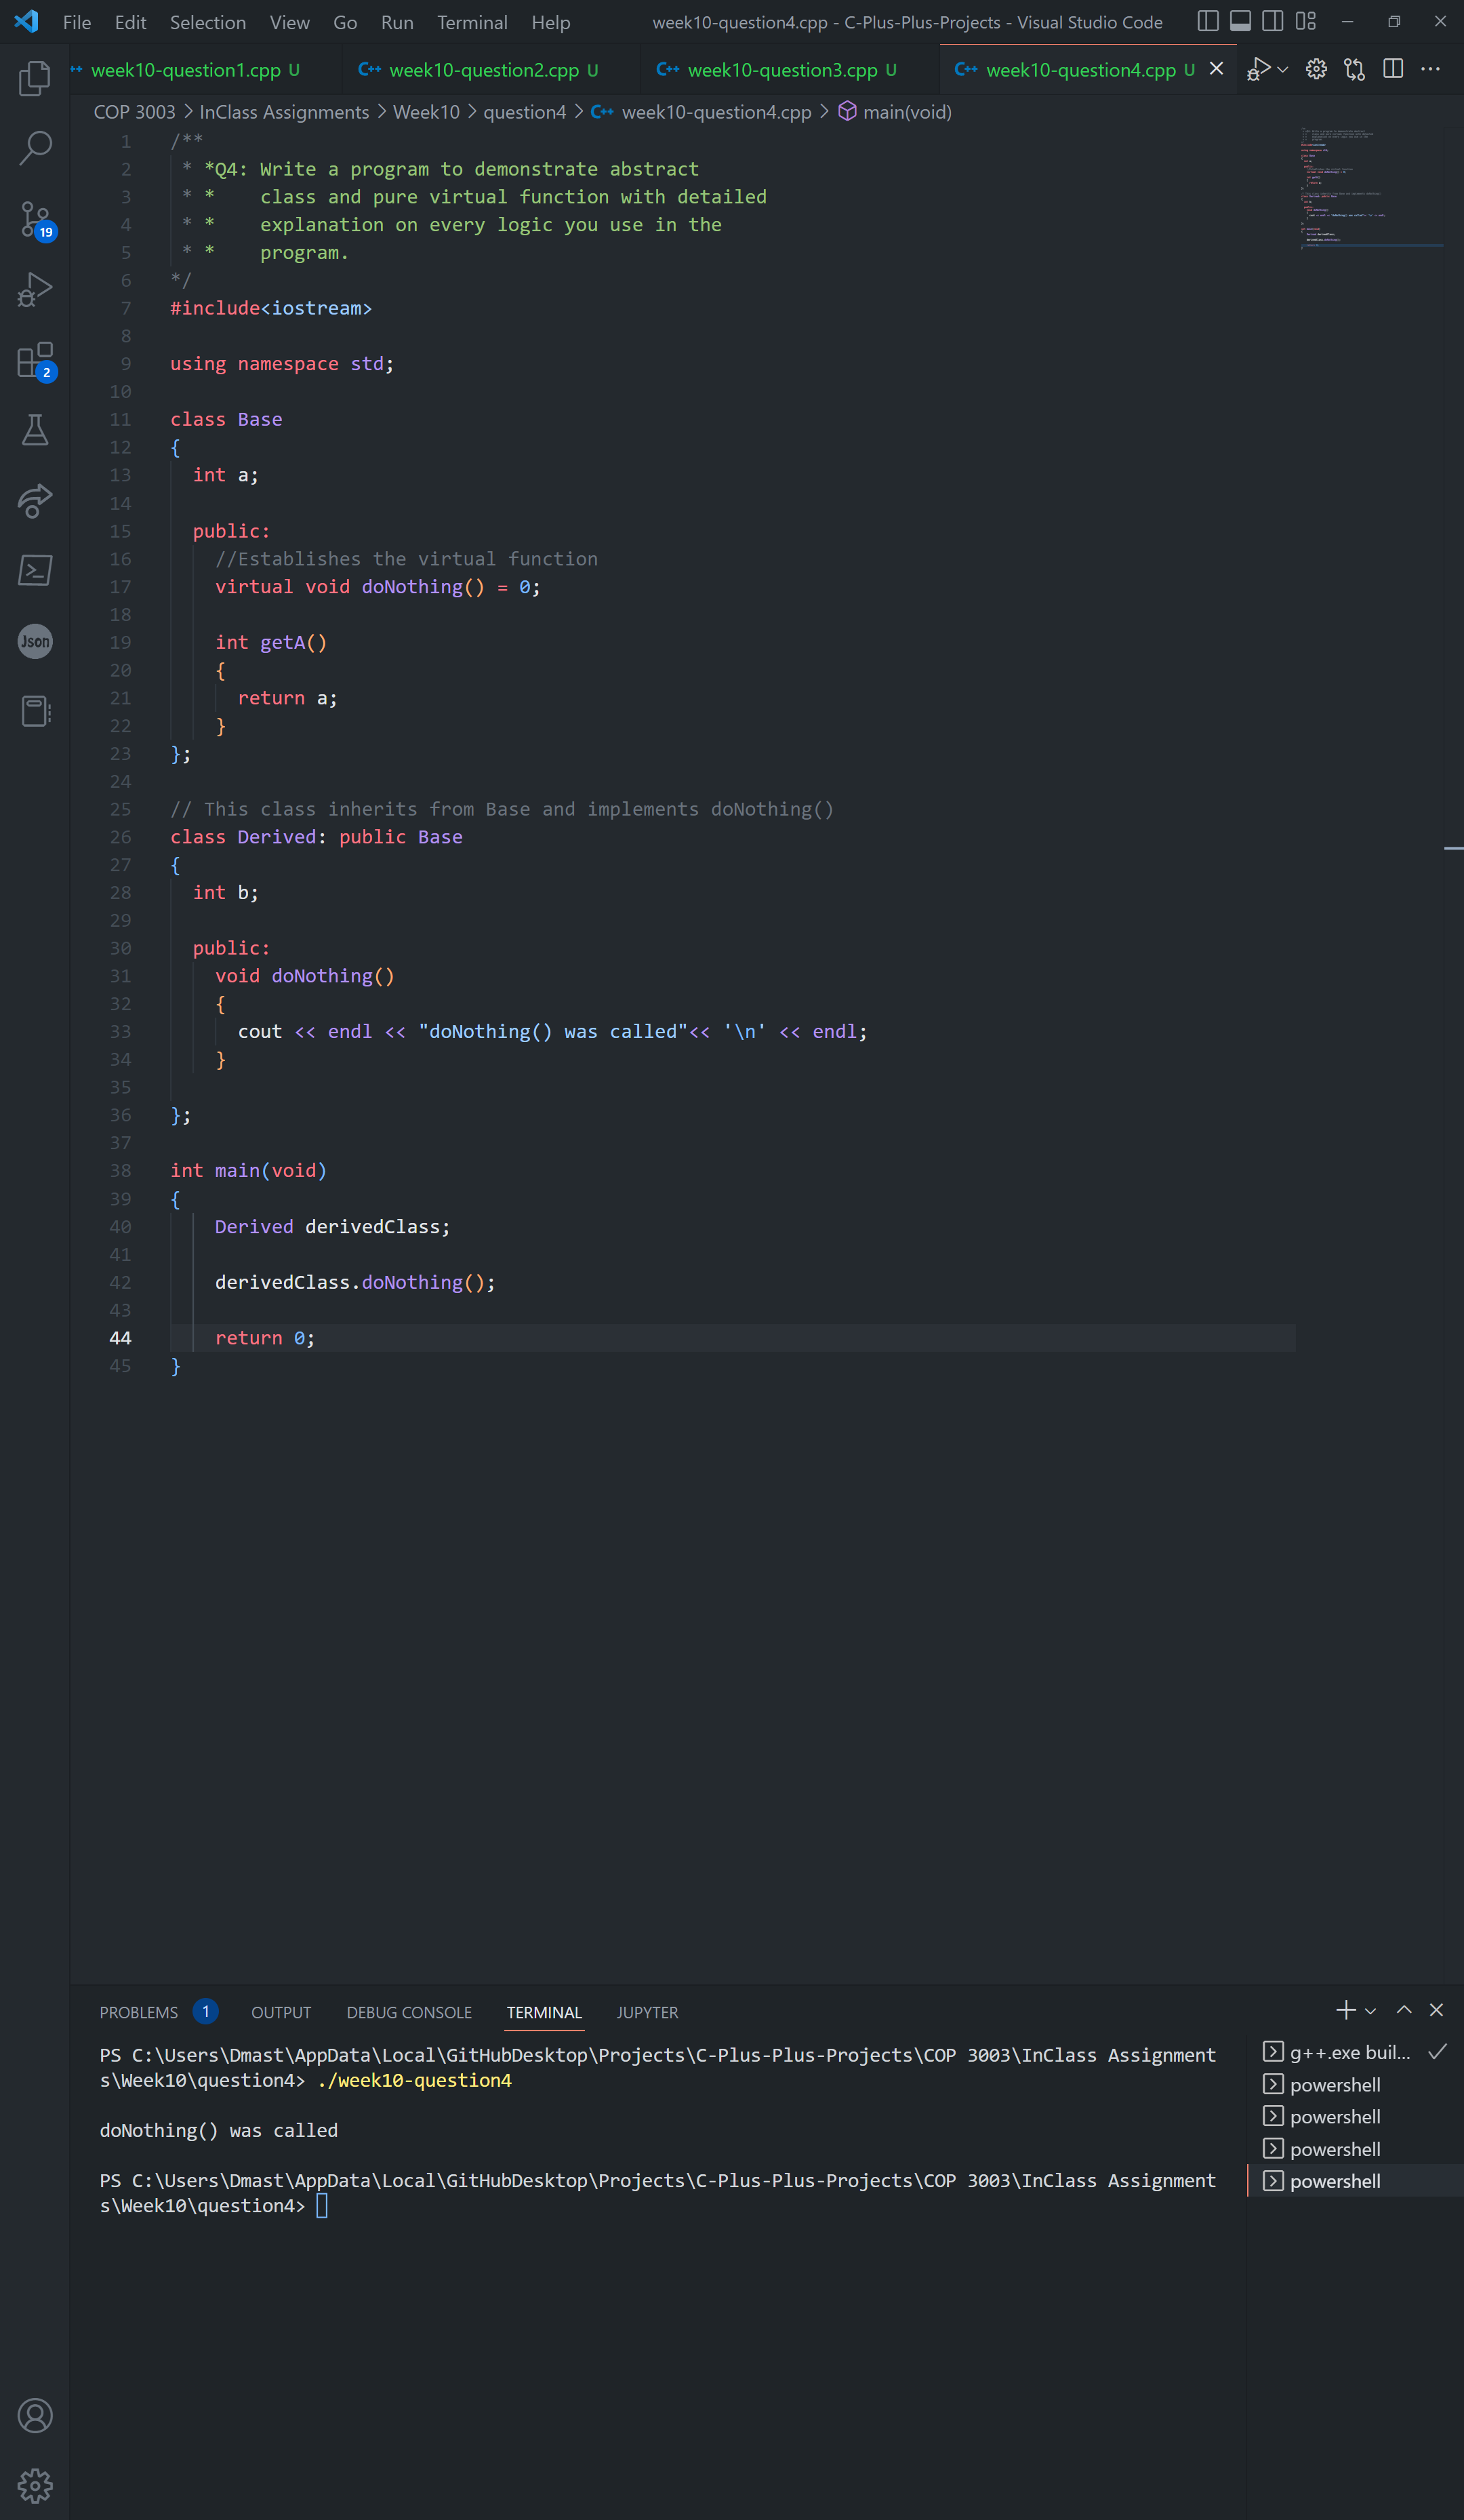 File Edit Selection View Go Run Terminal Help week10-question4.cpp - C-Plus-Plus-Projects - Visual Studio Code
week10-question1.cpp U C++ week10-question2.cpp U C++ week10-question3.cpp U C++ week10-question4.cpp U
COP 3003 > InClass Assignments > Week10 > question4 > C++ week10-question4.cpp > main(void)
1 /**
2  * *Q4: Write a program to demonstrate abstract
3  * *    class and pure virtual function with detailed
4  * *    explanation on every logic you use in the
5  * *    program.
6 */
7 #include<iostream>
8
9 using namespace std;
10
11 class Base
12 {
13   int a;
14
15   public:
16     //Establishes the virtual function
17     virtual void doNothing() = 0;
18
19     int getA()
20     {
21       return a;
22     }
23 };
24
25 // This class inherits from Base and implements doNothing()
26 class Derived: public Base
27 {
28   int b;
29
30   public:
31     void doNothing()
32     {
33       cout << endl << "doNothing() was called"<< '\n' << endl;
34     }
35
36 };
37
38 int main(void)
39 {
40     Derived derivedClass;
41
42     derivedClass.doNothing();
43
44     return 0;
45 }
19
2
Json
PROBLEMS 1 OUTPUT DEBUG CONSOLE TERMINAL JUPYTER
PS C:\Users\Dmast\AppData\Local\GitHubDesktop\Projects\C-Plus-Plus-Projects\COP 3003\InClass Assignment
s\Week10\question4> ./week10-question4
doNothing() was called
PS C:\Users\Dmast\AppData\Local\GitHubDesktop\Projects\C-Plus-Plus-Projects\COP 3003\InClass Assignment
s\Week10\question4>
g++.exe buil...
powershell
powershell
powershell
powershell